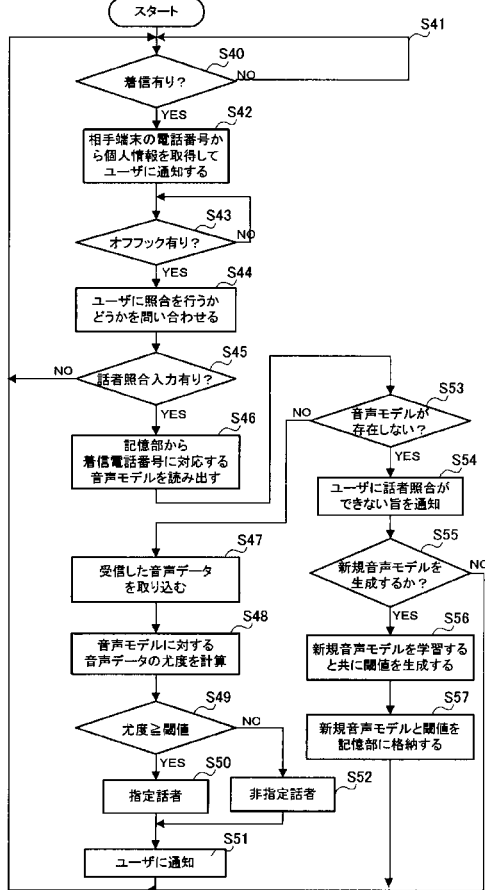 スタート
S41
S40
着信有り?
NO
YES
S42
相手端末の電話番号か
ら個人情報を取得して
ユーザに通知する
S43
オフフック有り?
NO
YES
S44
ユーザに照合を行うか
どうかを問い合わせる
S45
NO
話者照合入力有り?
YES
S46
記憶部から
着信電話番号に対応する
音声モデルを読み出す
S53
NO
音声モデルが
存在しない?
YES
S54
ユーザに話者照合が
できない旨を通知
S47
受信した音声データ
を取り込む
S55
新規音声モデルを
生成するか?
NO
YES
S48
音声モデルに対する
音声データの尤度を計算
S56
新規音声モデルを学習する
と共に閾値を生成する
S49
尤度≧閾値
NO
YES
S57
新規音声モデルと閾値を
記憶部に格納する
S50
指定話者
S52
非指定話者
S51
ユーザに通知